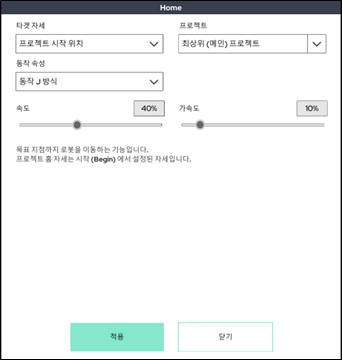 Home
타겟 자세
프로젝트
프로젝트 시작 위치
최상위 (메인) 프로젝트
동작 속성
동작 J 방식
속도
40%
가속도
10%
목표 지점까지 로봇을 이동하는 기능입니다.
프로젝트 홈 자세는 시작 (Begin) 에서 설정된 자세입니다.
적용
닫기